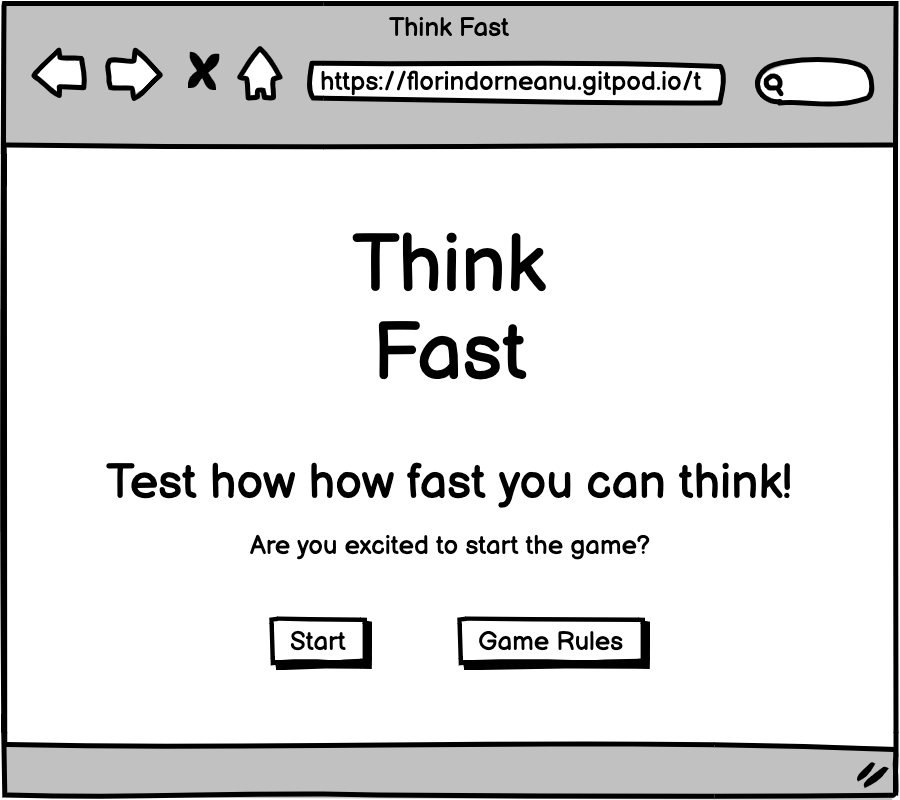 Think Fast
https://florindorneanu.gitpod.io/t
Think
Fast
Test how how fast you can think!
Are you excited to start the game?
Start
Game Rules